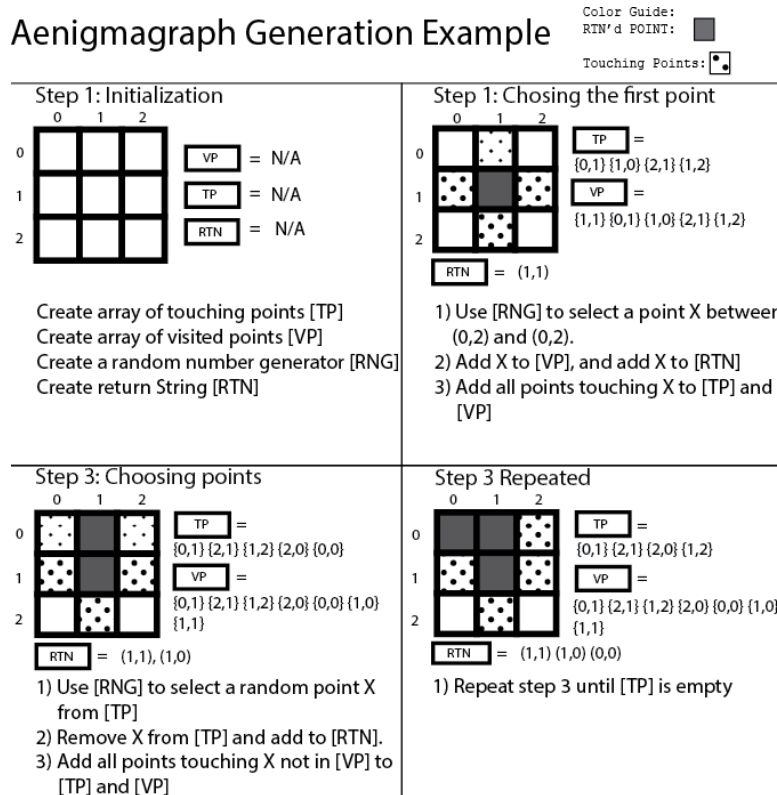 Aenigmagraph Generation Example
Color Guide:
RTN'd POINT:
Touching Points:
Step 1: Initialization
0 1 2
0
1
2
VP = N/A
TP = N/A
RTN = N/A
Create array of touching points [TP]
Create array of visited points [VP]
Create a random number generator [RNG]
Create return String [RTN]
Step 1: Chosing the first point
0 1 2
0
1
2
TP =
{0,1} {1,0} {2,1} {1,2}
VP =
{1,1} {0,1} {1,0} {2,1} {1,2}
RTN = (1,1)
1) Use [RNG] to select a point X between
(0,2) and (0,2).
2) Add X to [VP], and add X to [RTN]
3) Add all points touching X to [TP] and
[VP]
Step 3: Choosing points
0 1 2
0
1
2
TP =
{0,1} {2,1} {1,2} {2,0} {0,0}
VP =
{0,1} {2,1} {1,2} {2,0} {0,0} {1,0}
{1,1}
RTN = (1,1), (1,0)
1) Use [RNG] to select a random point X
from [TP]
2) Remove X from [TP] and add to [RTN].
3) Add all points touching X not in [VP] to
[TP] and [VP]
Step 3 Repeated
0 1 2
0
1
2
TP =
{0,1} {2,1} {2,0} {1,2}
VP =
{0,1} {2,1} {1,2} {2,0} {0,0} {1,0}
{1,1}
RTN = (1,1) (1,0) (0,0)
1) Repeat step 3 until [TP] is empty